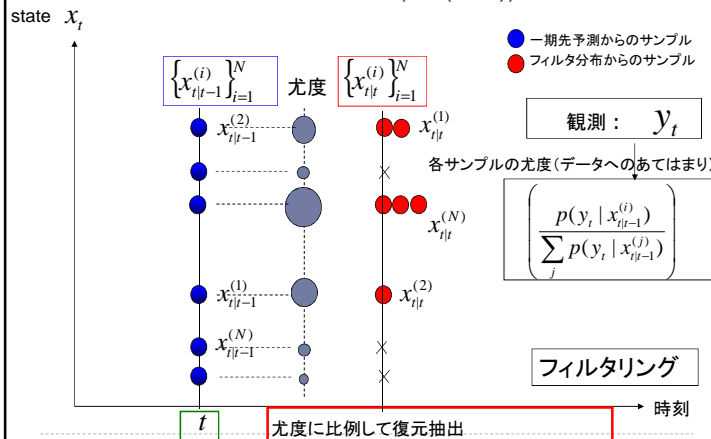 state x_t
● 一期先予測からのサンプル
● フィルタ分布からのサンプル
{x_{t|t-1}^{(i)}}_{i=1}^{N}
尤度
{x_{t|t}^{(i)}}_{i=1}^{N}
x_{t|t-1}^{(2)}
x_{t|t}^{(1)}
観測： y_t
各サンプルの尤度(データへのあてはまり)
×
x_{t|t}^{(N)}
( p(y_t | x_{t|t-1}^{(i)}) / ∑_j p(y_t | x_{t|t-1}^{(j)}) )
x_{t|t-1}^{(1)}
x_{t|t}^{(2)}
x_{t|t-1}^{(N)}
×
×
フィルタリング
時刻
t
尤度に比例して復元抽出